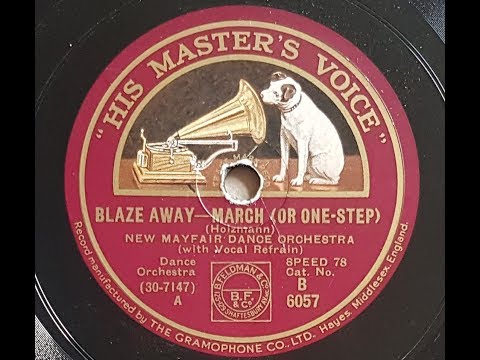 "HIS MASTER'S VOICE"
BLAZE AWAY—MARCH (OR ONE-STEP)
(Holzmann)
NEW MAYFAIR DANCE ORCHESTRA
(with Vocal Refrain)
Dance
Orchestra
(30-7147)
A
B. FELDMAN & Co.
B.F.
& Co.
SHAFTESBURY AV.
SPEED 78
Cat. No.
B
6057
Record manufactured by THE GRAMOPHONE CO., LTD. Hayes, Middlesex, England.